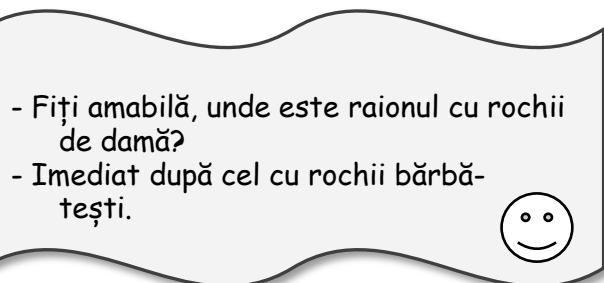 - Fiți amabilă, unde este raionul cu rochii
de damă?
- Imediat după cel cu rochii bărbă-
tești.